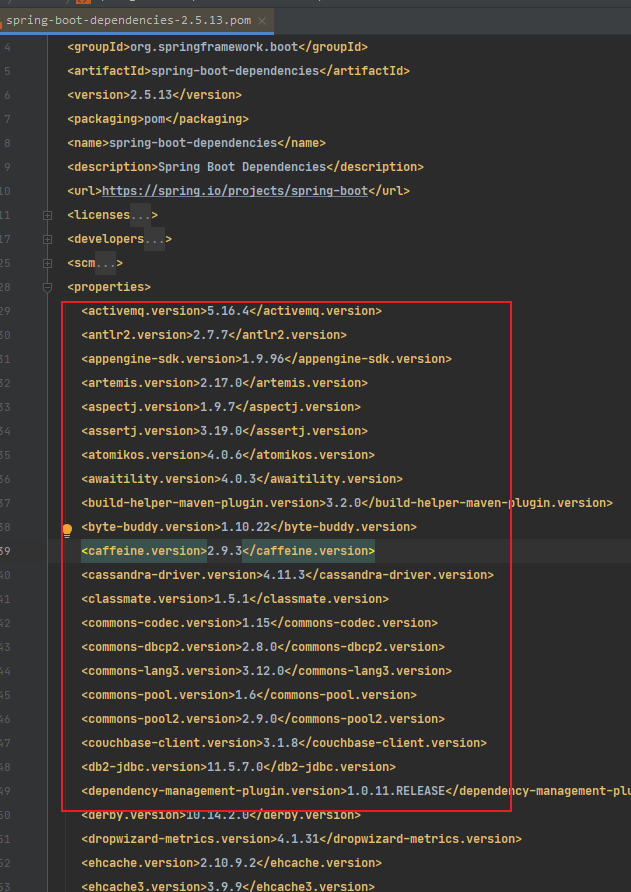 spring-boot-dependencies-2.5.13.pom
4 <groupId>org.springframework.boot</groupId>
5 <artifactId>spring-boot-dependencies</artifactId>
6 <version>2.5.13</version>
7 <packaging>pom</packaging>
8 <name>spring-boot-dependencies</name>
9 <description>Spring Boot Dependencies</description>
10 <url>https://spring.io/projects/spring-boot</url>
11 <licenses...>
17 <developers...>
25 <scm...>
28 <properties>
29 <activemq.version>5.16.4</activemq.version>
30 <antlr2.version>2.7.7</antlr2.version>
31 <appengine-sdk.version>1.9.96</appengine-sdk.version>
32 <artemis.version>2.17.0</artemis.version>
33 <aspectj.version>1.9.7</aspectj.version>
34 <assertj.version>3.19.0</assertj.version>
35 <atomikos.version>4.0.6</atomikos.version>
36 <awaitility.version>4.0.3</awaitility.version>
37 <build-helper-maven-plugin.version>3.2.0</build-helper-maven-plugin.version>
38 <byte-buddy.version>1.10.22</byte-buddy.version>
39 <caffeine.version>2.9.3</caffeine.version>
40 <cassandra-driver.version>4.11.3</cassandra-driver.version>
41 <classmate.version>1.5.1</classmate.version>
42 <commons-codec.version>1.15</commons-codec.version>
43 <commons-dbcp2.version>2.8.0</commons-dbcp2.version>
44 <commons-lang3.version>3.12.0</commons-lang3.version>
45 <commons-pool.version>1.6</commons-pool.version>
46 <commons-pool2.version>2.9.0</commons-pool2.version>
47 <couchbase-client.version>3.1.8</couchbase-client.version>
48 <db2-jdbc.version>11.5.7.0</db2-jdbc.version>
49 <dependency-management-plugin.version>1.0.11.RELEASE</dependency-management-plu
50 <derby.version>10.14.2.0</derby.version>
51 <dropwizard-metrics.version>4.1.31</dropwizard-metrics.version>
52 <ehcache.version>2.10.9.2</ehcache.version>
53 <ehcache3.version>3.9.9</ehcache3.version>